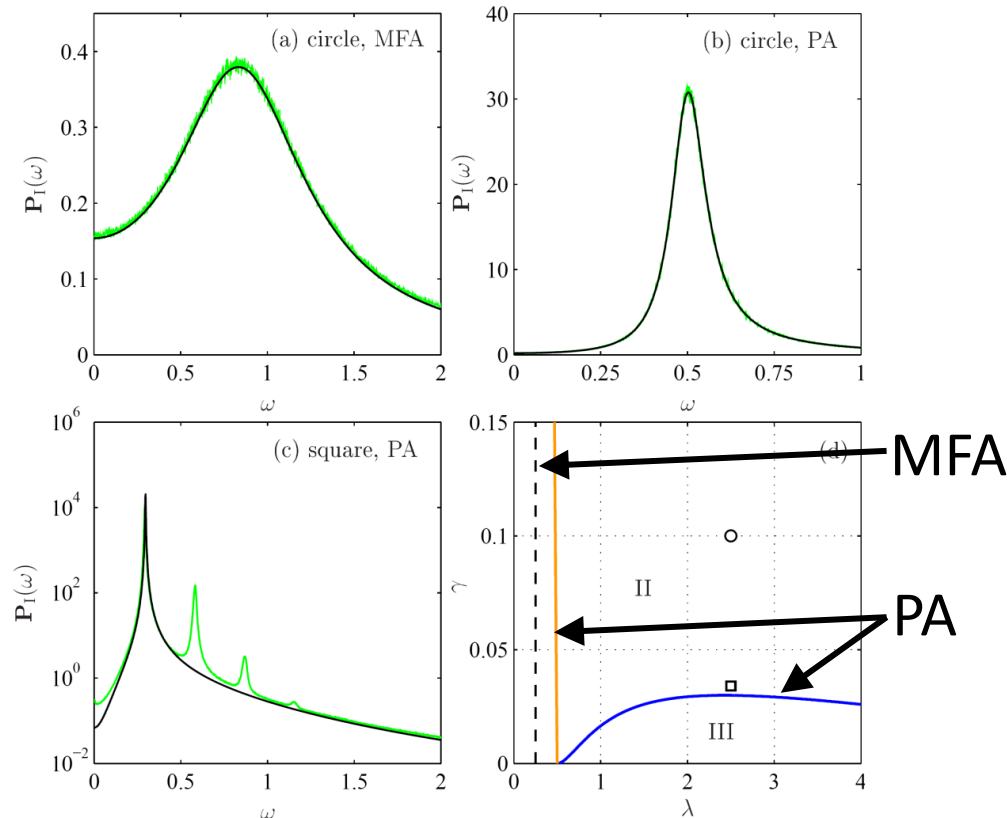 (a) circle, MFA
0.4
0.3
0.2
0.1
0
P_I(ω)
0 0.5 1 1.5 2
ω
(b) circle, PA
40
30
20
10
0
P_I(ω)
0 0.25 0.5 0.75 1
ω
(c) square, PA
10^6
10^4
10^2
10^0
10^−2
P_I(ω)
0 0.5 1 1.5 2
ω
(d)
0.15
0.1
0.05
0
γ
II
III
0 1 2 3 4
λ
MFA
PA